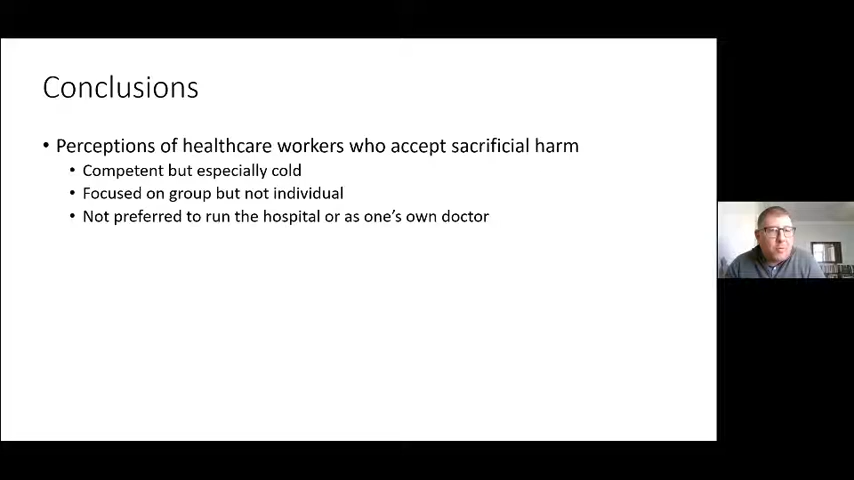 Conclusions
• Perceptions of healthcare workers who accept sacrificial harm
• Competent but especially cold
• Focused on group but not individual
• Not preferred to run the hospital or as one’s own doctor